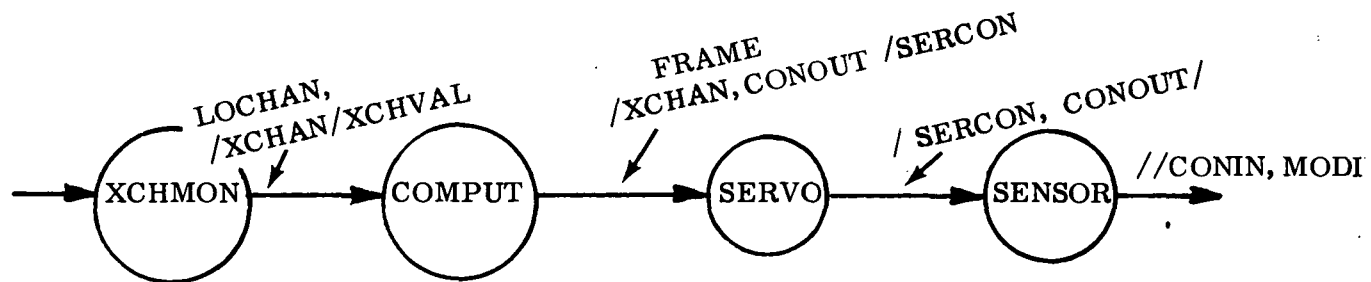 LOCHAN,
/XCHAN/XCHVAL
FRAME
/XCHAN, CONOUT /SERCON
/ SERCON, CONOUT/
//CONIN, MODI
XCHMON
COMPUT
SERVO
SENSOR